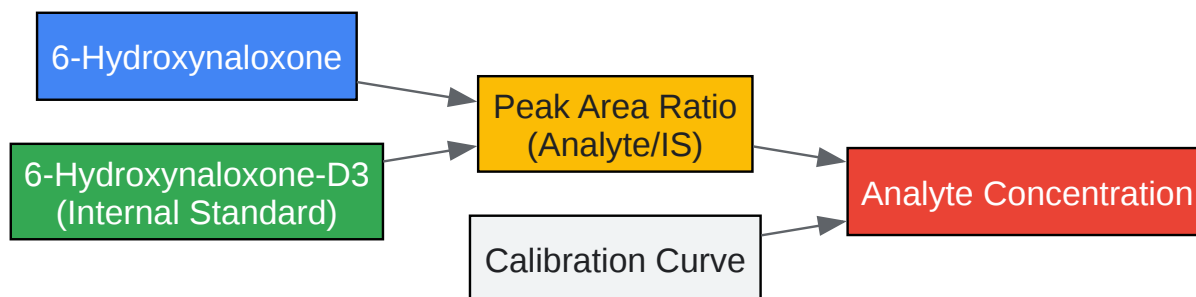 6-Hydroxynaloxone
6-Hydroxynaloxone-D3
(Internal Standard)
Peak Area Ratio
(Analyte/IS)
Calibration Curve
Analyte Concentration